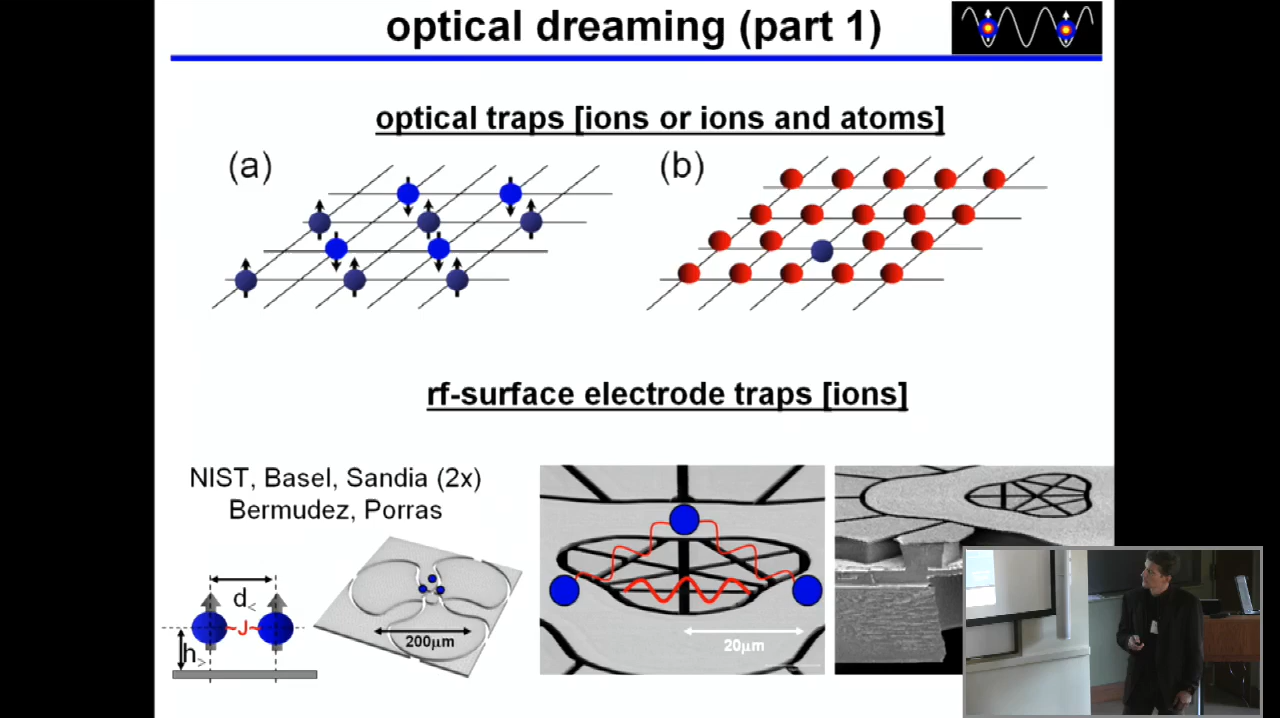 optical dreaming (part 1)
optical traps [ions or ions and atoms]
(a)
(b)
rf-surface electrode traps [ions]
NIST, Basel, Sandia (2x)
Bermudez, Porras
d<
~J~
h>
200µm
20µm